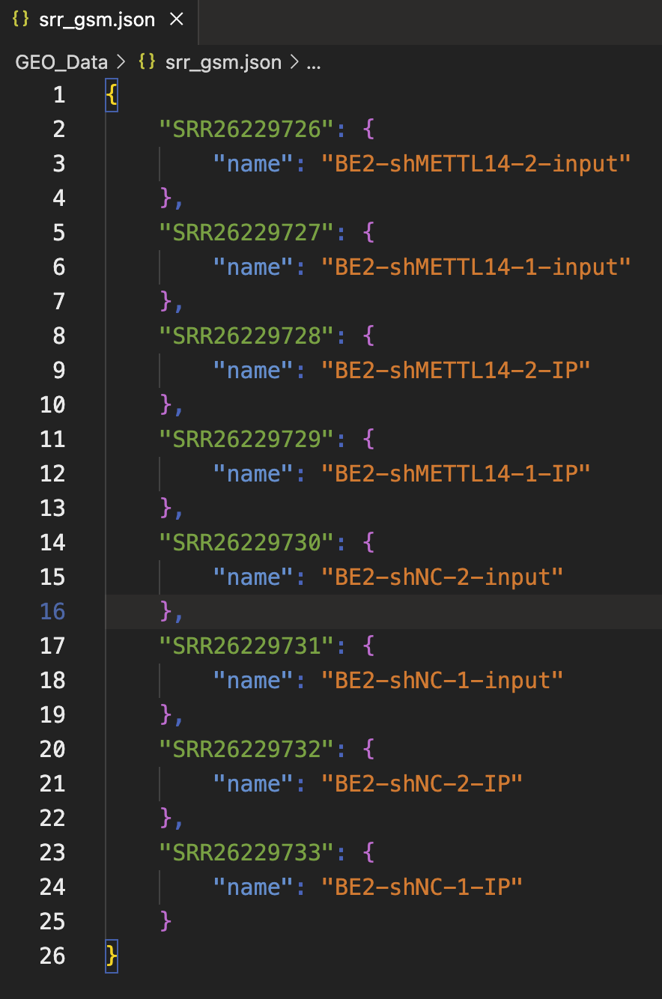 {} srr_gsm.json ×
GEO_Data > {} srr_gsm.json > ...
1 {
2 "SRR26229726": {
3 "name": "BE2-shMETTL14-2-input"
4 },
5 "SRR26229727": {
6 "name": "BE2-shMETTL14-1-input"
7 },
8 "SRR26229728": {
9 "name": "BE2-shMETTL14-2-IP"
10 },
11 "SRR26229729": {
12 "name": "BE2-shMETTL14-1-IP"
13 },
14 "SRR26229730": {
15 "name": "BE2-shNC-2-input"
16 },
17 "SRR26229731": {
18 "name": "BE2-shNC-1-input"
19 },
20 "SRR26229732": {
21 "name": "BE2-shNC-2-IP"
22 },
23 "SRR26229733": {
24 "name": "BE2-shNC-1-IP"
25 }
26 }